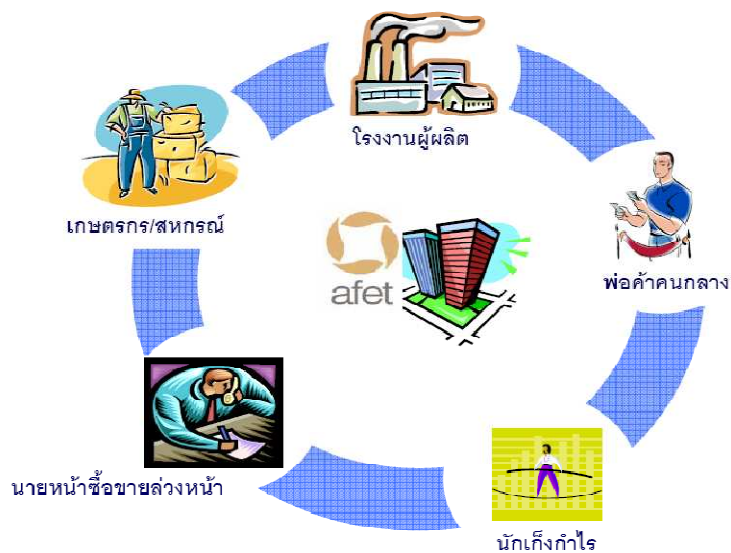 โรงงานผู้ผลิต
เกษตรกร/สหกรณ์
afet
พ่อค้าคนกลาง
นายหน้าซื้อขายล่วงหน้า
นักเก็งกำไร